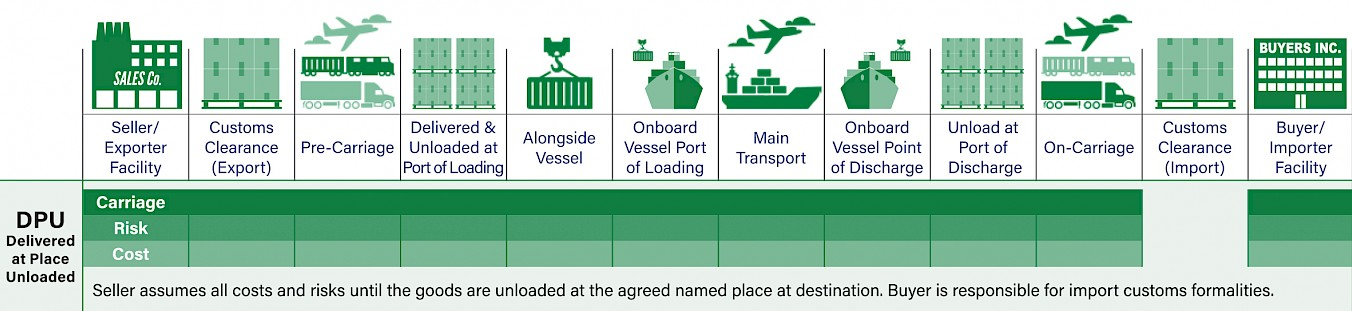 SALES Co.
BUYERS INC.
Seller/
Exporter
Facility
Customs
Clearance
(Export)
Pre-Carriage
Delivered &
Unloaded at
Port of Loading
Alongside
Vessel
Onboard
Vessel Port
of Loading
Main
Transport
Onboard
Vessel Point
of Discharge
Unload at
Port of
Discharge
On-Carriage
Customs
Clearance
(Import)
Buyer/
Importer
Facility
DPU
Delivered
at Place
Unloaded
Carriage
Risk
Cost
Seller assumes all costs and risks until the goods are unloaded at the agreed named place at destination. Buyer is responsible for import customs formalities.